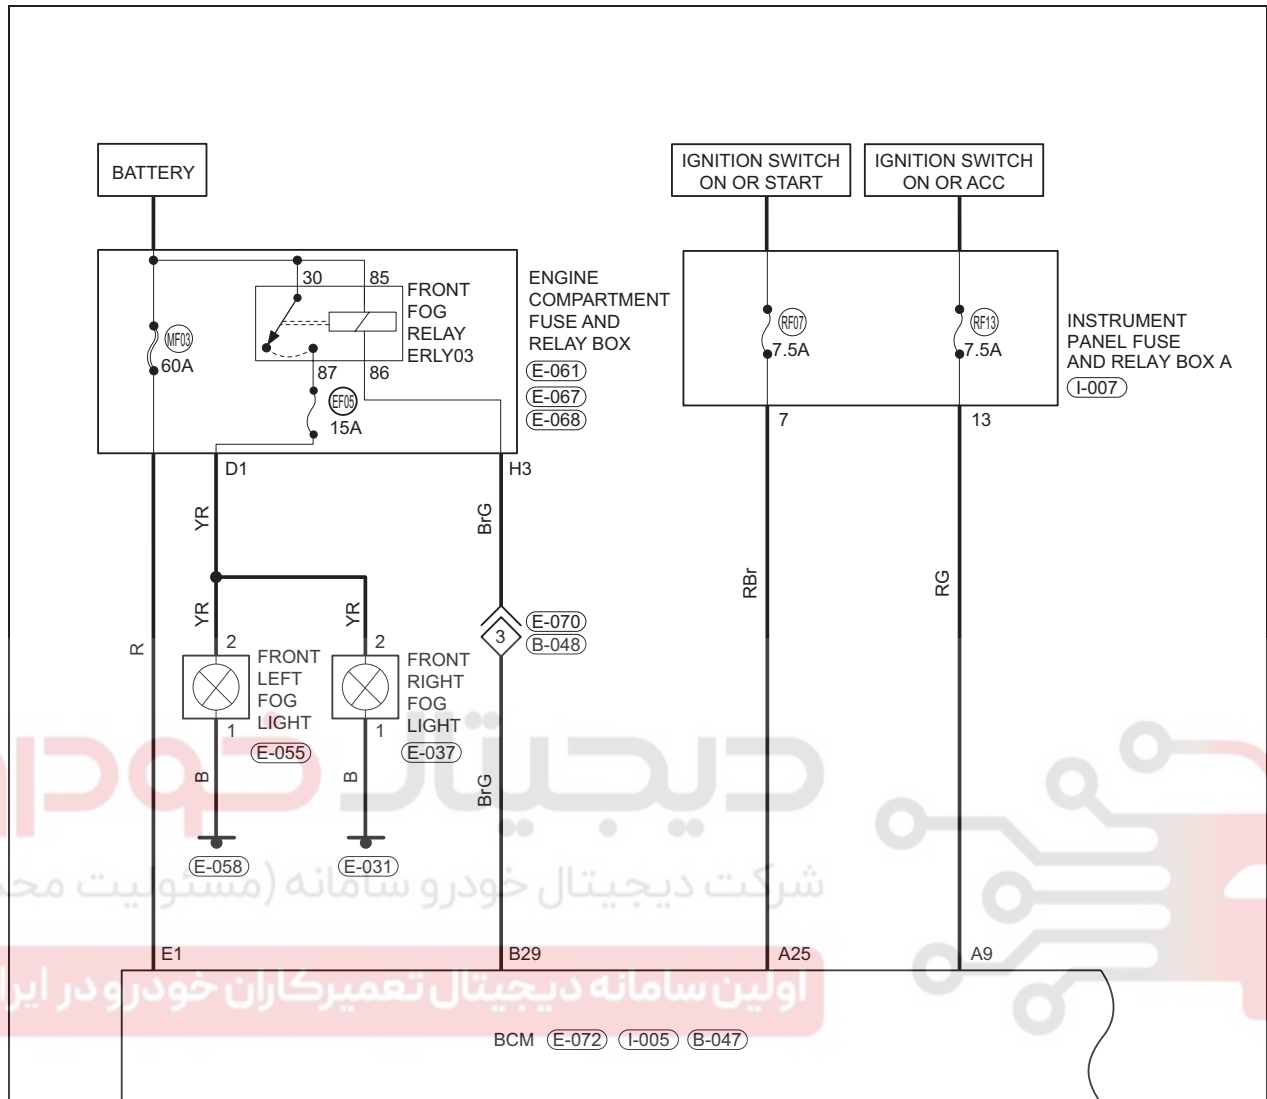 BATTERY
IGNITION SWITCH
ON OR START
IGNITION SWITCH
ON OR ACC
30
85
FRONT
FOG
RELAY
ERLY03
ENGINE
COMPARTMENT
FUSE AND
RELAY BOX
E-061
E-067
E-068
MF03
60A
87
86
EF05
15A
RF07
7.5A
RF13
7.5A
INSTRUMENT
PANEL FUSE
AND RELAY BOX A
I-007
7
13
D1
H3
YR
BrG
RBr
RG
YR
YR
R
E-070
B-048
3
2
FRONT
LEFT
FOG
LIGHT
1
E-055
2
FRONT
RIGHT
FOG
LIGHT
1
E-037
B
B
BrG
دیجیتال خودرو
E-058
E-031
شرکت دیجیتال خودرو سامانه (مسئولیت
E1
B29
A25
A9
اولین سامانه دیجیتال تعمیرکاران خودرو در
BCM
E-072
I-005
B-047